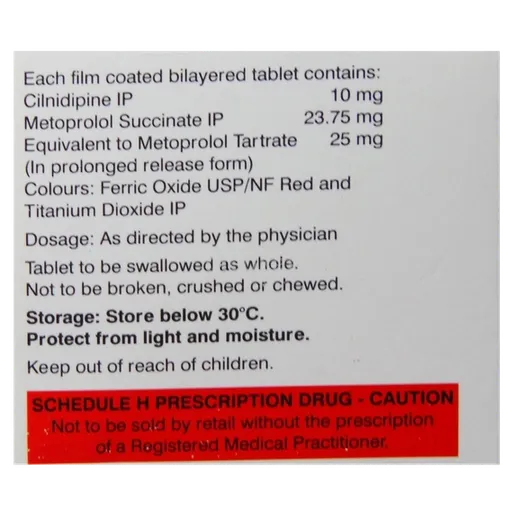 Each film coated bilayered tablet contains:
Cilnidipine IP 10 mg
Metoprolol Succinate IP 23.75 mg
Equivalent to Metoprolol Tartrate 25 mg
(In prolonged release form)
Colours: Ferric Oxide USP/NF Red and
Titanium Dioxide IP
Dosage: As directed by the physician
Tablet to be swallowed as whole.
Not to be broken, crushed or chewed.
Storage: Store below 30°C.
Protect from light and moisture.
Keep out of reach of children.
SCHEDULE H PRESCRIPTION DRUG - CAUTION
Not to be sold by retail without the prescription
of a Registered Medical Practitioner.